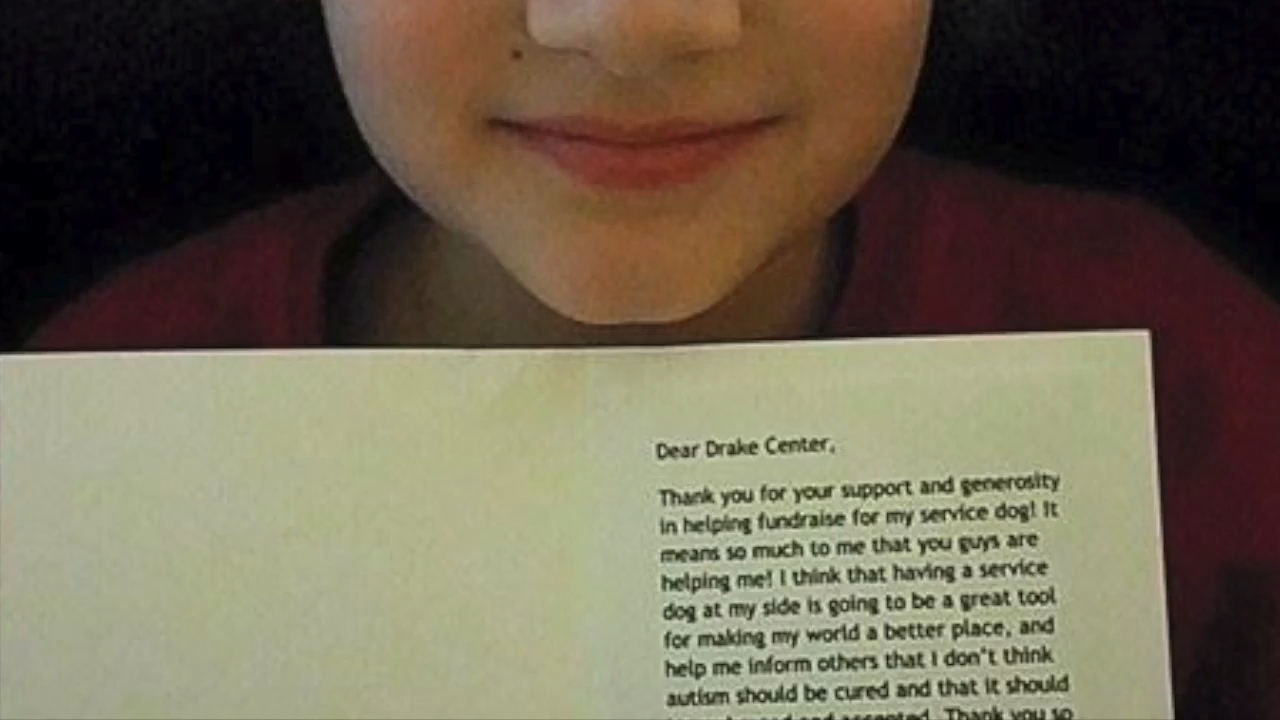 Dear Drake Center,
Thank you for your support and generosity
in helping fundraise for my service dog! It
means so much to me that you guys are
helping me! I think that having a service
dog at my side is going to be a great tool
for making my world a better place, and
help me inform others that I don't think
autism should be cured and that it should
and accepted. Thank you so